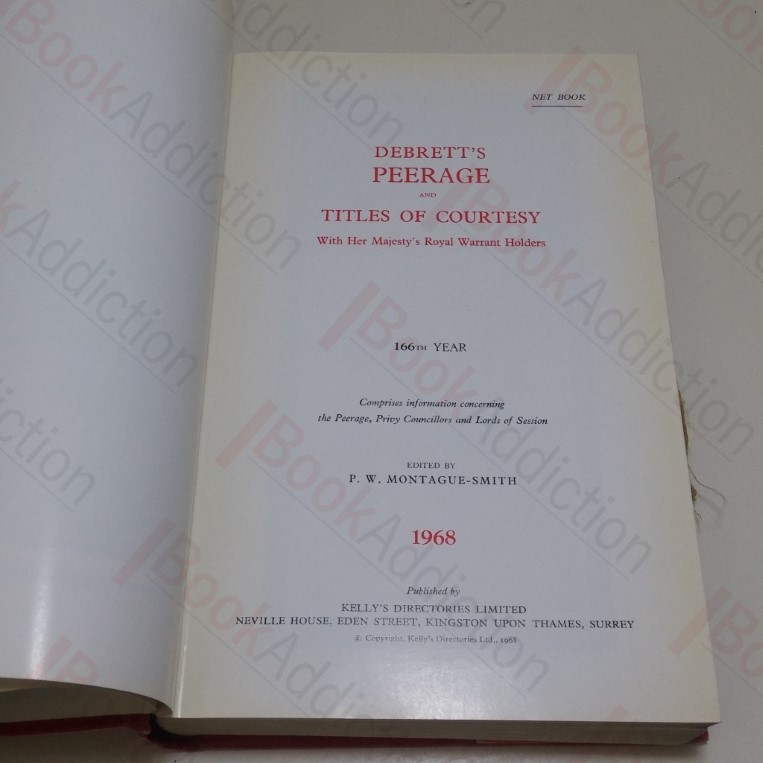 NET BOOK
DEBRETT'S
PEERAGE
AND
TITLES OF COURTESY
With Her Majesty's Royal Warrant Holders
166TH YEAR
Comprises information concerning
the Peerage, Privy Councillors and Lords of Session
EDITED BY
P. W. MONTAGUE-SMITH
1968
Published by
KELLY'S DIRECTORIES LIMITED
NEVILLE HOUSE, EDEN STREET, KINGSTON UPON THAMES, SURREY
© Copyright, Kelly's Directories Ltd., 1968
BookAddiction